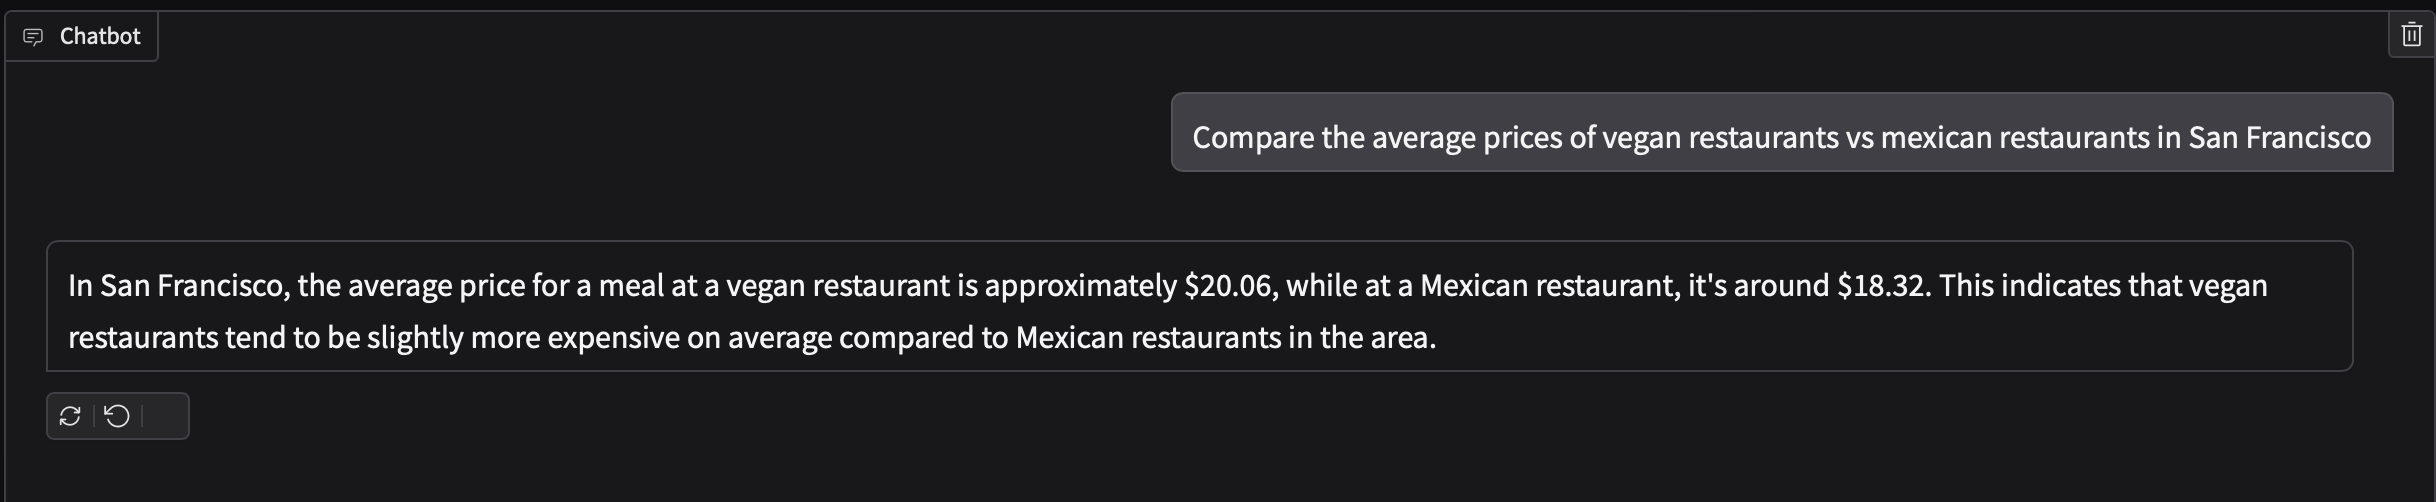 Chatbot
Compare the average prices of vegan restaurants vs mexican restaurants in San Francisco
In San Francisco, the average price for a meal at a vegan restaurant is approximately $20.06, while at a Mexican restaurant, it's around $18.32. This indicates that vegan
restaurants tend to be slightly more expensive on average compared to Mexican restaurants in the area.